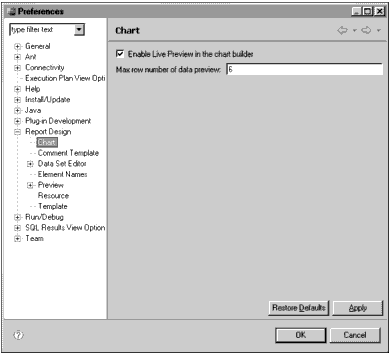 Preferences
type filter text
General
Ant
Connectivity
Execution Plan View Opti
Help
Install/Update
Java
Plug-in Development
Report Design
Chart
Comment Template
Data Set Editor
Element Names
Preview
Resource
Template
Run/Debug
SQL Results View Option
Team
Chart
Enable Live Preview in the chart builder
Max row number of data preview: 6
Restore Defaults Apply
OK Cancel